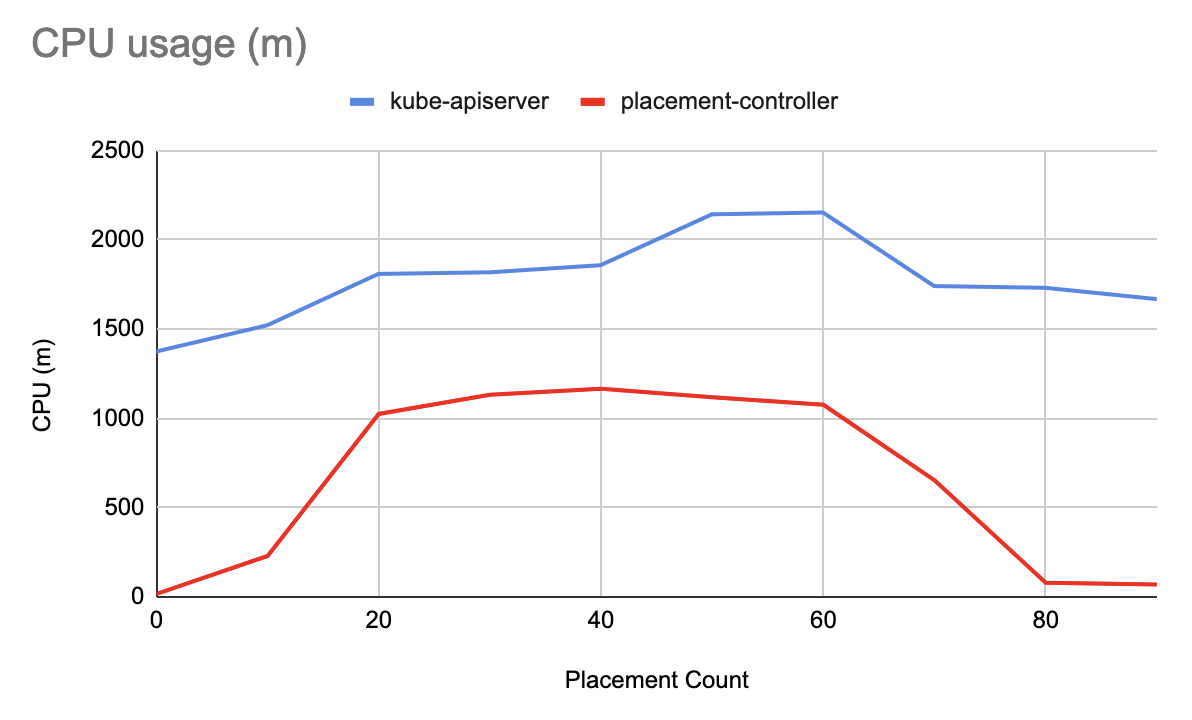 CPU usage (m)
kube-apiserver placement-controller
2500
2000
1500
1000
500
0
CPU (m)
0 20 40 60 80
Placement Count